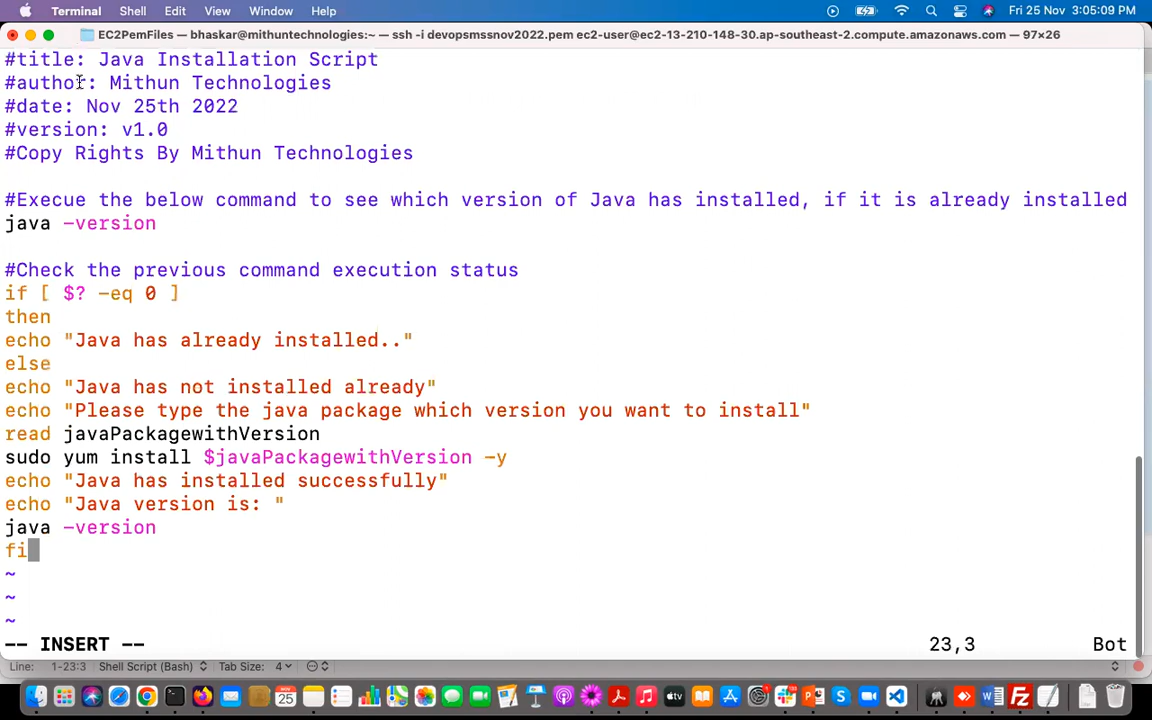 Terminal Shell Edit View Window Help Fri 25 Nov 3:05:09 PM
EC2PemFiles — bhaskar@mithuntechnologies:~ — ssh -i devopsmssnov2022.pem ec2-user@ec2-13-210-148-30.ap-southeast-2.compute.amazonaws.com — 97×26
#title: Java Installation Script
#author: Mithun Technologies
#date: Nov 25th 2022
#version: v1.0
#Copy Rights By Mithun Technologies
#Execue the below command to see which version of Java has installed, if it is already installed
java -version
#Check the previous command execution status
if [ $? -eq 0 ]
then
echo "Java has already installed.."
else
echo "Java has not installed already"
echo "Please type the java package which version you want to install"
read javaPackagewithVersion
sudo yum install $javaPackagewithVersion -y
echo "Java has installed successfully"
echo "Java version is: "
java -version
fi
~
~
~
-- INSERT -- 23,3 Bot
Line: 1-23:3 Shell Script (Bash) Tab Size: 4